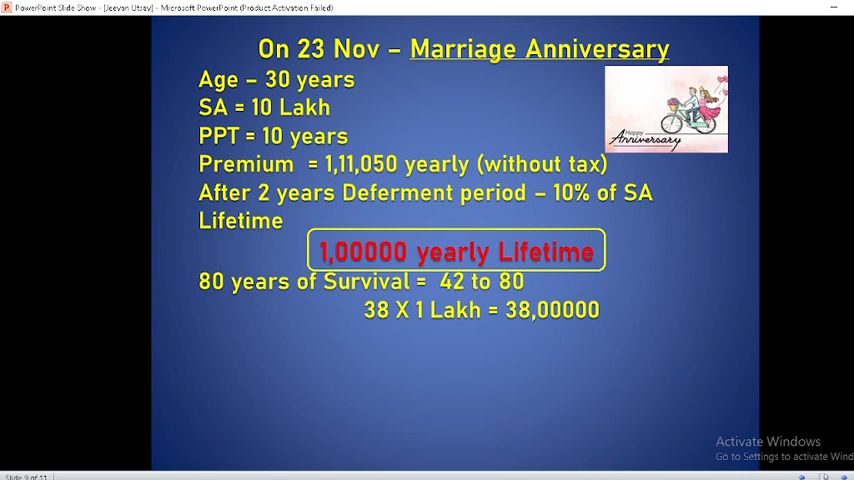 PowerPoint Slide Show - [Jeevan Utsav] - Microsoft PowerPoint (Product Activation Failed)
On 23 Nov – Marriage Anniversary
Age – 30 years
SA = 10 Lakh
PPT = 10 years
Premium = 1,11,050 yearly (without tax)
After 2 years Deferment period – 10% of SA
Lifetime
1,00000 yearly Lifetime
80 years of Survival = 42 to 80
38 X 1 Lakh = 38,00000
Happy
Anniversary
Activate Windows
Go to Settings to activate Wind
Slide 9 of 11